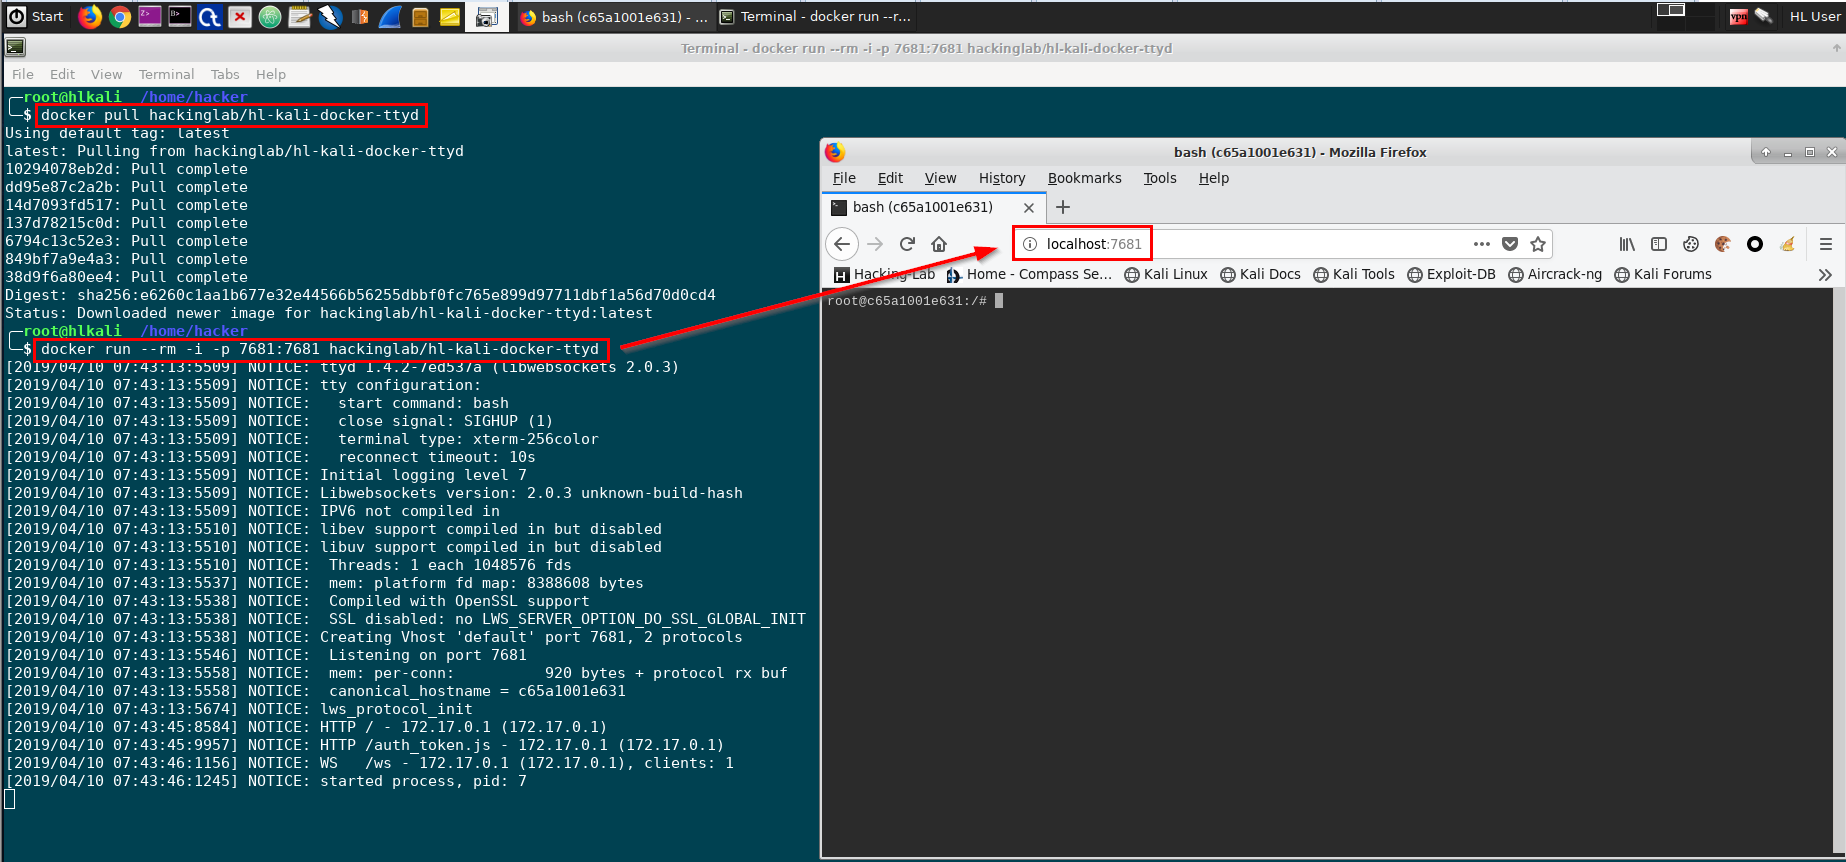 Start
bash (c65a1001e631) - ...
Terminal - docker run --r...
vpn
HL User
Terminal - docker run --rm -i -p 7681:7681 hackinglab/hl-kali-docker-ttyd
File Edit View Terminal Tabs Help
root@hlkali /home/hacker
$ docker pull hackinglab/hl-kali-docker-ttyd
Using default tag: latest
latest: Pulling from hackinglab/hl-kali-docker-ttyd
10294078eb2d: Pull complete
dd95e87c2a2b: Pull complete
14d7093fd517: Pull complete
137d78215c0d: Pull complete
6794c13c52e3: Pull complete
849bf7a9e4a3: Pull complete
38d9f6a80ee4: Pull complete
Digest: sha256:e6260c1aa1b677e32e44566b56255dbbf0fc765e899d97711dbf1a56d70d0cd4
Status: Downloaded newer image for hackinglab/hl-kali-docker-ttyd:latest
root@hlkali /home/hacker
$ docker run --rm -i -p 7681:7681 hackinglab/hl-kali-docker-ttyd
[2019/04/10 07:43:13:5509] NOTICE: ttyd 1.4.2-7ed537a (libwebsockets 2.0.3)
[2019/04/10 07:43:13:5509] NOTICE: tty configuration:
[2019/04/10 07:43:13:5509] NOTICE:   start command: bash
[2019/04/10 07:43:13:5509] NOTICE:   close signal: SIGHUP (1)
[2019/04/10 07:43:13:5509] NOTICE:   terminal type: xterm-256color
[2019/04/10 07:43:13:5509] NOTICE:   reconnect timeout: 10s
[2019/04/10 07:43:13:5509] NOTICE: Initial logging level 7
[2019/04/10 07:43:13:5509] NOTICE: Libwebsockets version: 2.0.3 unknown-build-hash
[2019/04/10 07:43:13:5509] NOTICE: IPV6 not compiled in
[2019/04/10 07:43:13:5510] NOTICE: libev support compiled in but disabled
[2019/04/10 07:43:13:5510] NOTICE: libuv support compiled in but disabled
[2019/04/10 07:43:13:5510] NOTICE:  Threads: 1 each 1048576 fds
[2019/04/10 07:43:13:5537] NOTICE:  mem: platform fd map: 8388608 bytes
[2019/04/10 07:43:13:5538] NOTICE:  Compiled with OpenSSL support
[2019/04/10 07:43:13:5538] NOTICE:  SSL disabled: no LWS_SERVER_OPTION_DO_SSL_GLOBAL_INIT
[2019/04/10 07:43:13:5538] NOTICE: Creating Vhost 'default' port 7681, 2 protocols
[2019/04/10 07:43:13:5546] NOTICE:  Listening on port 7681
[2019/04/10 07:43:13:5558] NOTICE:  mem: per-conn:          920 bytes + protocol rx buf
[2019/04/10 07:43:13:5558] NOTICE:  canonical_hostname = c65a1001e631
[2019/04/10 07:43:13:5674] NOTICE: lws_protocol_init
[2019/04/10 07:43:45:8584] NOTICE: HTTP / - 172.17.0.1 (172.17.0.1)
[2019/04/10 07:43:45:9957] NOTICE: HTTP /auth_token.js - 172.17.0.1 (172.17.0.1)
[2019/04/10 07:43:46:1156] NOTICE: WS   /ws - 172.17.0.1 (172.17.0.1), clients: 1
[2019/04/10 07:43:46:1245] NOTICE: started process, pid: 7
bash (c65a1001e631) - Mozilla Firefox
File Edit View History Bookmarks Tools Help
bash (c65a1001e631)
localhost:7681
Hacking-Lab Home - Compass Se... Kali Linux Kali Docs Kali Tools Exploit-DB Aircrack-ng Kali Forums
root@c65a1001e631:/#